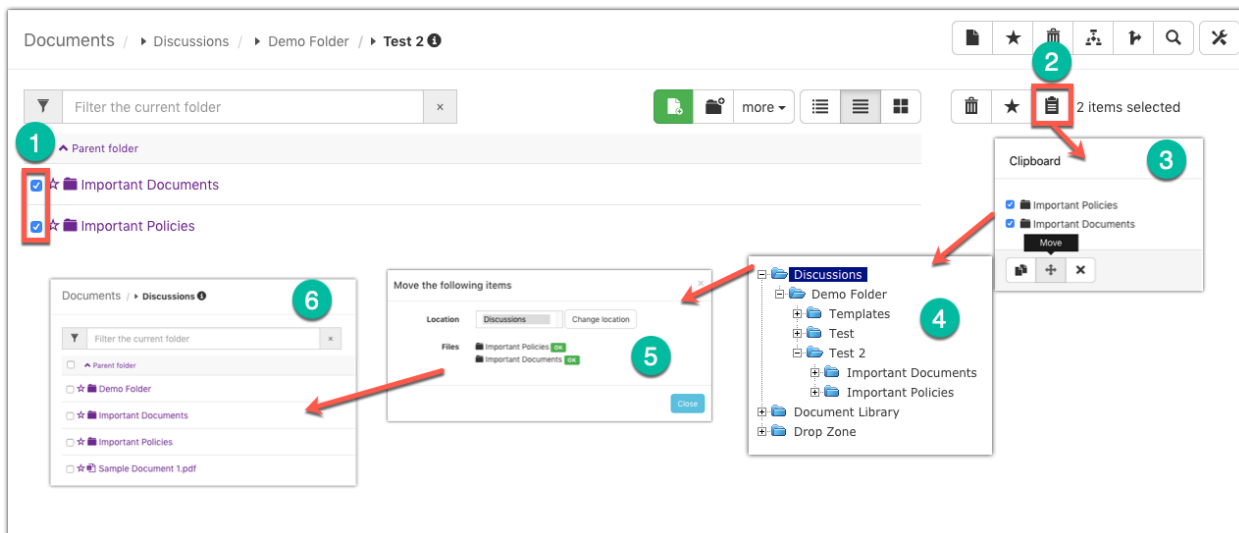 Documents / ▸ Discussions / ▸ Demo Folder / ▸ Test 2
2
Filter the current folder ×
more
2 items selected
1
Parent folder
Important Documents
Important Policies
Clipboard
3
Important Policies
Important Documents
Move
Discussions
Demo Folder
Templates
Test
Test 2
Important Documents
Important Policies
Document Library
Drop Zone
4
Move the following items ×
Location Discussions Change location
Files Important Policies OK
Important Documents OK
5
Close
Documents / ▸ Discussions
6
Filter the current folder ×
Parent folder
Demo Folder
Important Documents
Important Policies
Sample Document 1.pdf